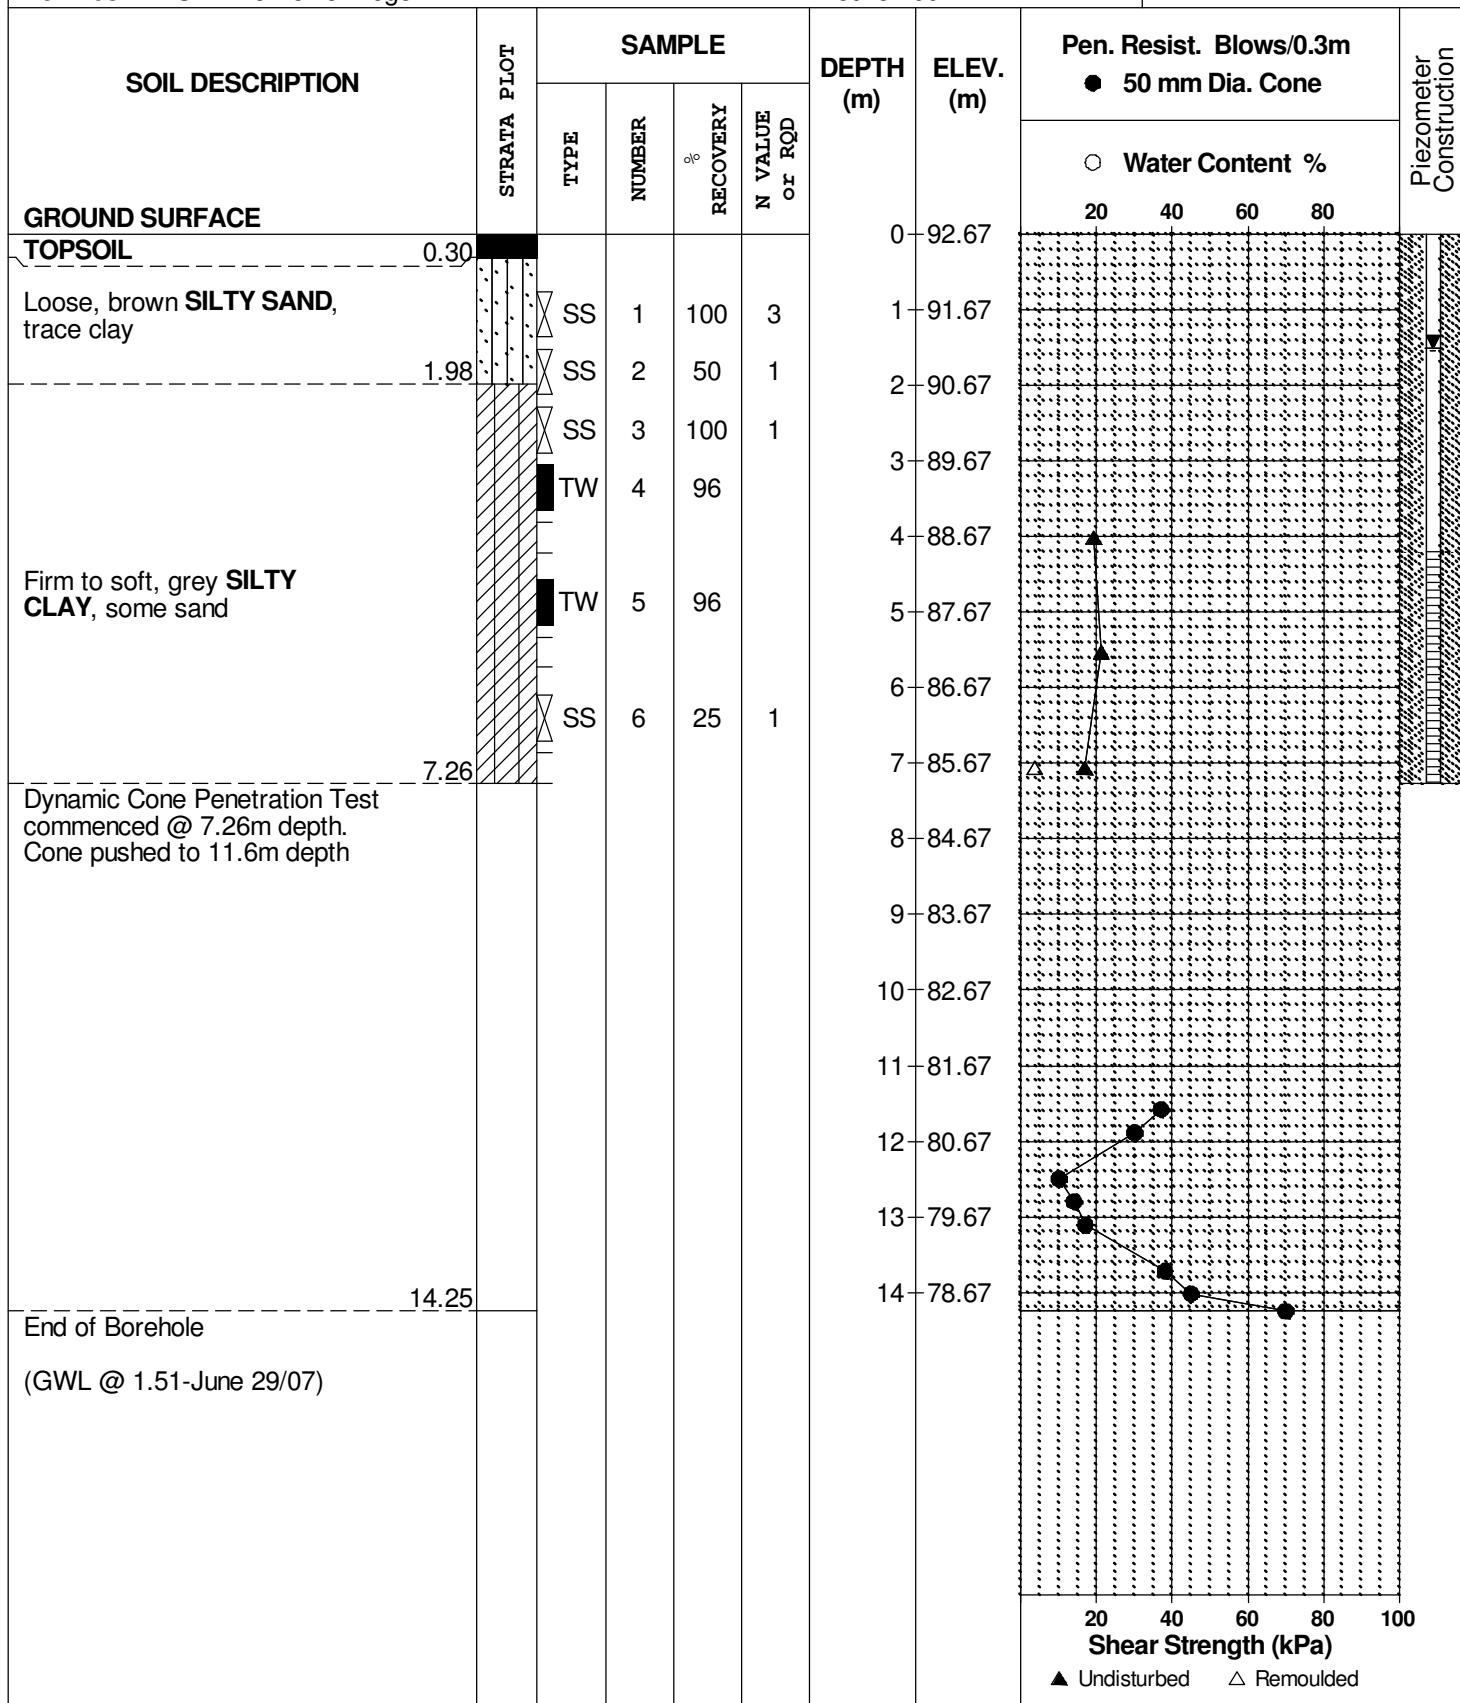 SOIL DESCRIPTION
STRATA PLOT
SAMPLE
TYPE
NUMBER
% RECOVERY
N VALUE or RQD
DEPTH (m)
ELEV. (m)
Pen. Resist. Blows/0.3m
● 50 mm Dia. Cone
○ Water Content %
Piezometer Construction
20 40 60 80
GROUND SURFACE
0 92.67
TOPSOIL 0.30
Loose, brown SILTY SAND,
trace clay
SS 1 100 3
1 91.67
1.98
SS 2 50 1
2 90.67
SS 3 100 1
3 89.67
TW 4 96
4 88.67
Firm to soft, grey SILTY
CLAY, some sand
TW 5 96
5 87.67
6 86.67
SS 6 25 1
7 85.67
7.26
Dynamic Cone Penetration Test
commenced @ 7.26m depth.
Cone pushed to 11.6m depth
8 84.67
9 83.67
10 82.67
11 81.67
12 80.67
13 79.67
14 78.67
14.25
End of Borehole
(GWL @ 1.51-June 29/07)
20 40 60 80 100
Shear Strength (kPa)
▲ Undisturbed △ Remoulded